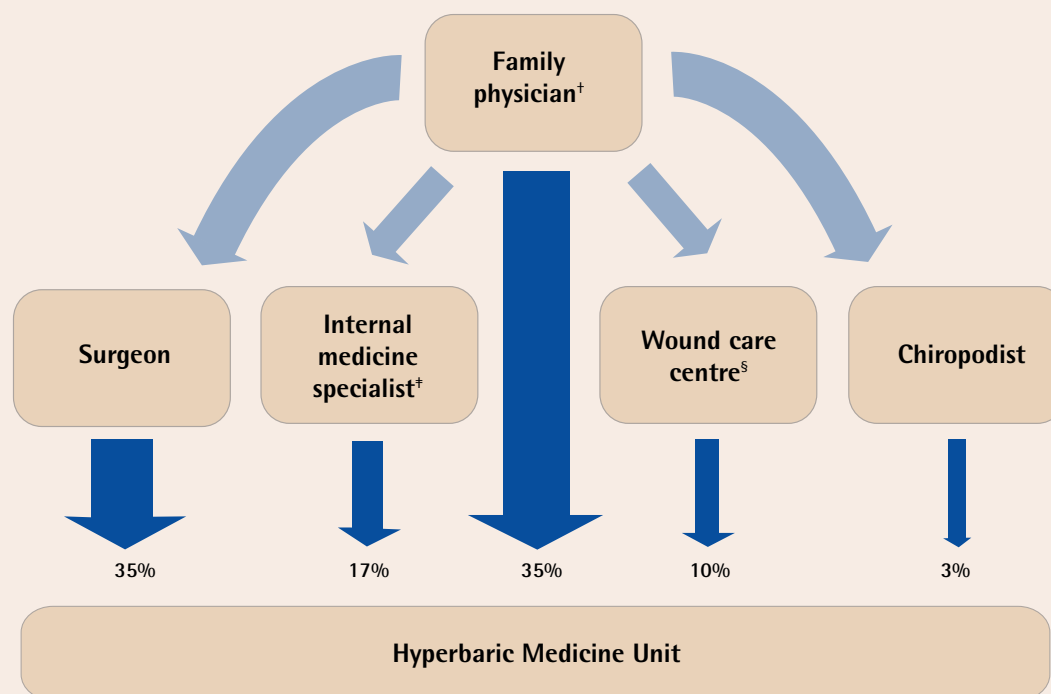 Family
physician†
Surgeon
Internal
medicine
specialist‡
Wound care
centre§
Chiropodist
35%
17%
35%
10%
3%
Hyperbaric Medicine Unit